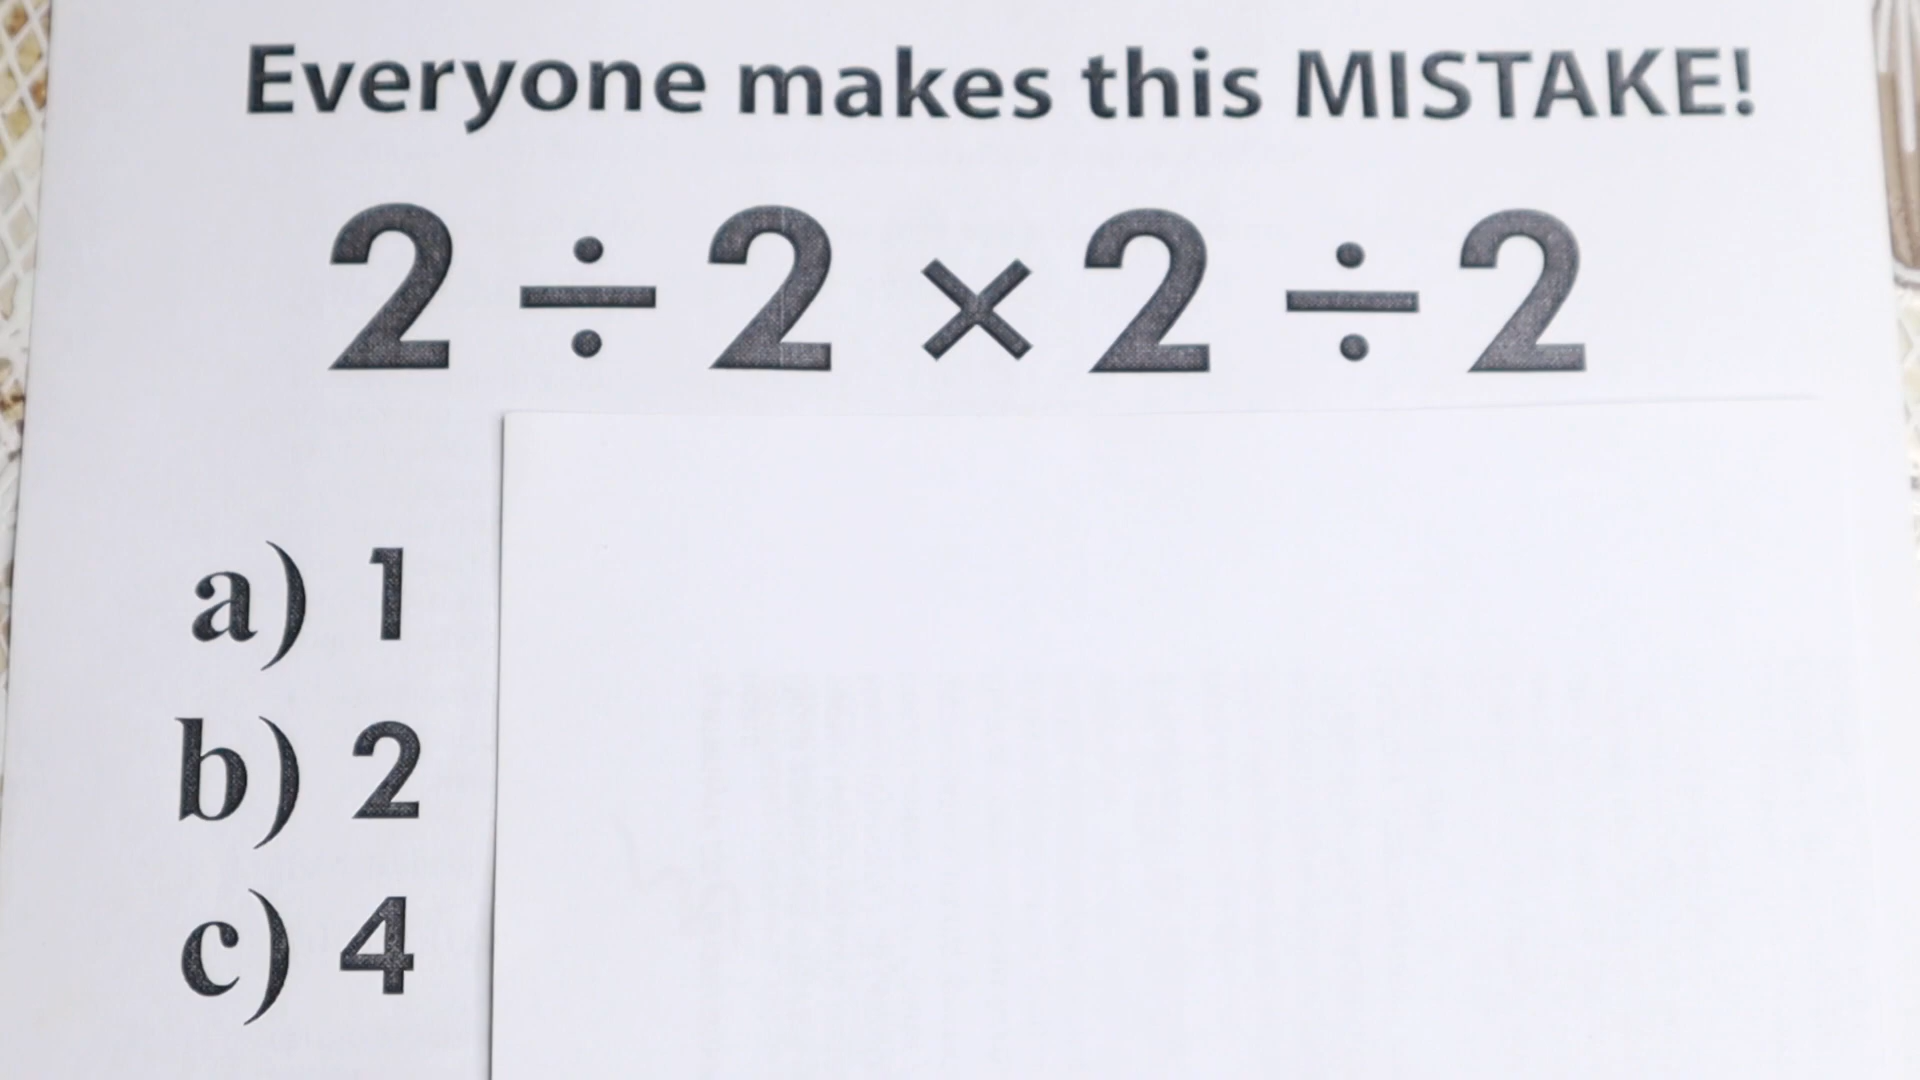 Everyone makes this MISTAKE!
2 ÷ 2 × 2 ÷ 2
a) 1
b) 2
c) 4